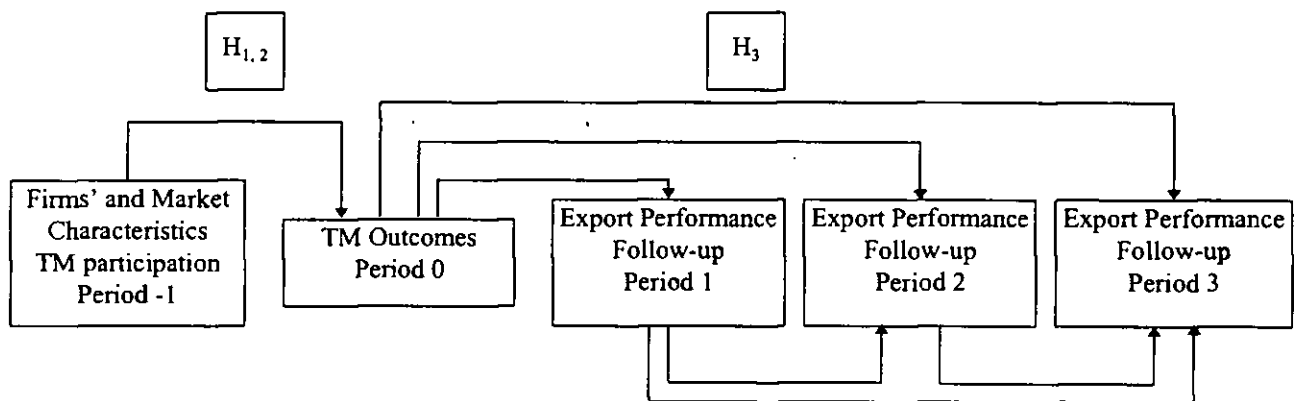 H1, 2
H3
Firms' and Market
Characteristics
TM participation
Period -1
TM Outcomes
Period 0
Export Performance
Follow-up
Period 1
Export Performance
Follow-up
Period 2
Export Performance
Follow-up
Period 3